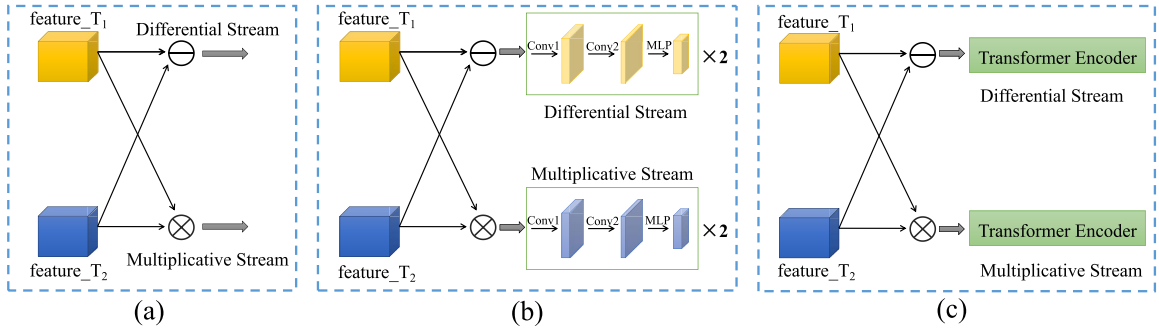 feature_T1
Differential Stream
feature_T2
Multiplicative Stream
(a)
feature_T1
Conv1
Conv2
MLP
×2
Differential Stream
Multiplicative Stream
Conv1
Conv2
MLP
×2
feature_T2
(b)
feature_T1
Transformer Encoder
Differential Stream
Transformer Encoder
feature_T2
Multiplicative Stream
(c)